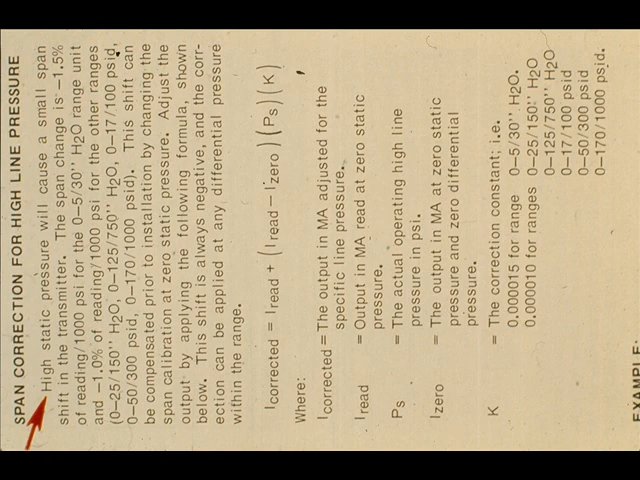 SPAN CORRECTION FOR HIGH LINE PRESSURE
High static pressure will cause a small span
shift in the transmitter. The span change is –1.5%
of reading/1000 psi for the 0–5/30'' H2O range unit
and –1.0% of reading/1000 psi for the other ranges
(0–25/150'' H2O, 0–125/750'' H2O, 0–17/100 psid,
0–50/300 psid, 0–170/1000 psid). This shift can
be compensated prior to installation by changing the
span calibration at zero static pressure. Adjust the
output by applying the following formula, shown
below. This shift is always negative, and the corr-
ection can be applied at any differential pressure
within the range.
Icorrected = Iread + (Iread – Izero) (Ps) (K)
Where:
Icorrected = The output in MA adjusted for the
specific line pressure.
Iread = Output in MA read at zero static
pressure.
Ps = The actual operating high line
pressure in psi.
Izero = The output in MA at zero static
pressure and zero differential
pressure.
K = The correction constant; i.e.
0.000015 for range 0–5/30'' H2O.
0.000010 for ranges 0–25/150'' H2O
0–125/750'' H2O
0–17/100 psid
0–50/300 psid
0–170/1000 psid.
EXAMPLE: